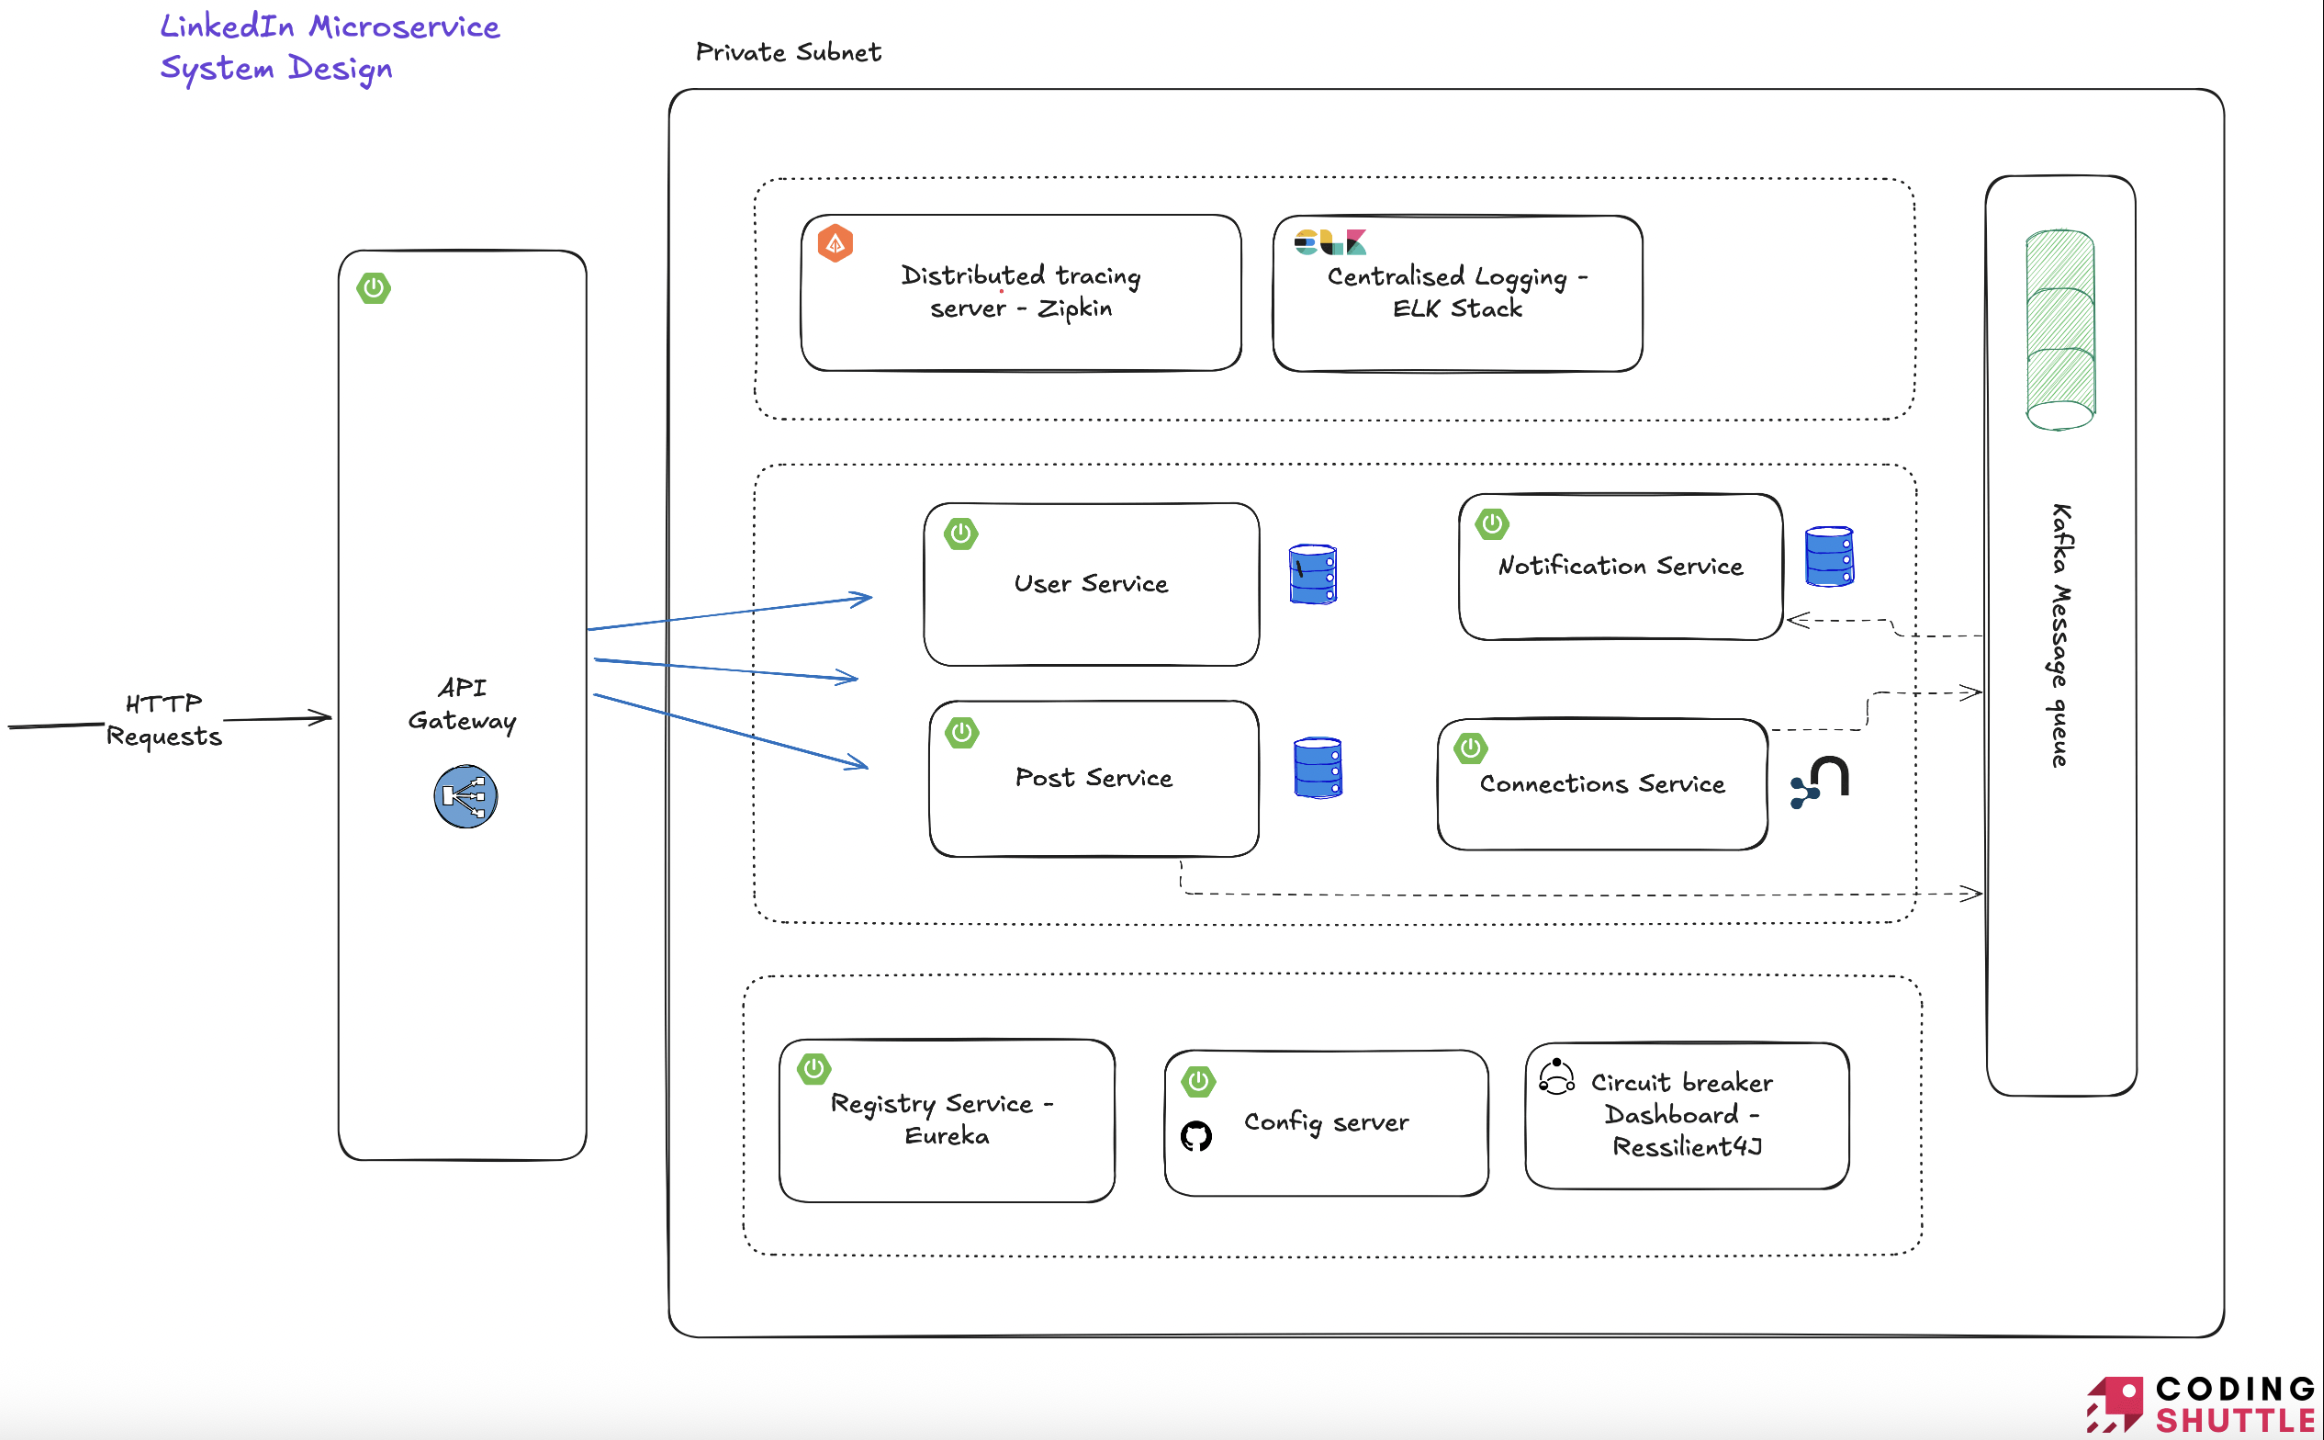 LinkedIn Microservice
System Design
Private Subnet
Distributed tracing
server - Zipkin
ELK
Centralised Logging -
ELK Stack
User Service
Notification Service
HTTP
Requests
API
Gateway
Post Service
Connections Service
Kafka Message queue
Registry Service -
Eureka
Config server
Circuit breaker
Dashboard -
Ressilient4J
CODING
SHUTTLE